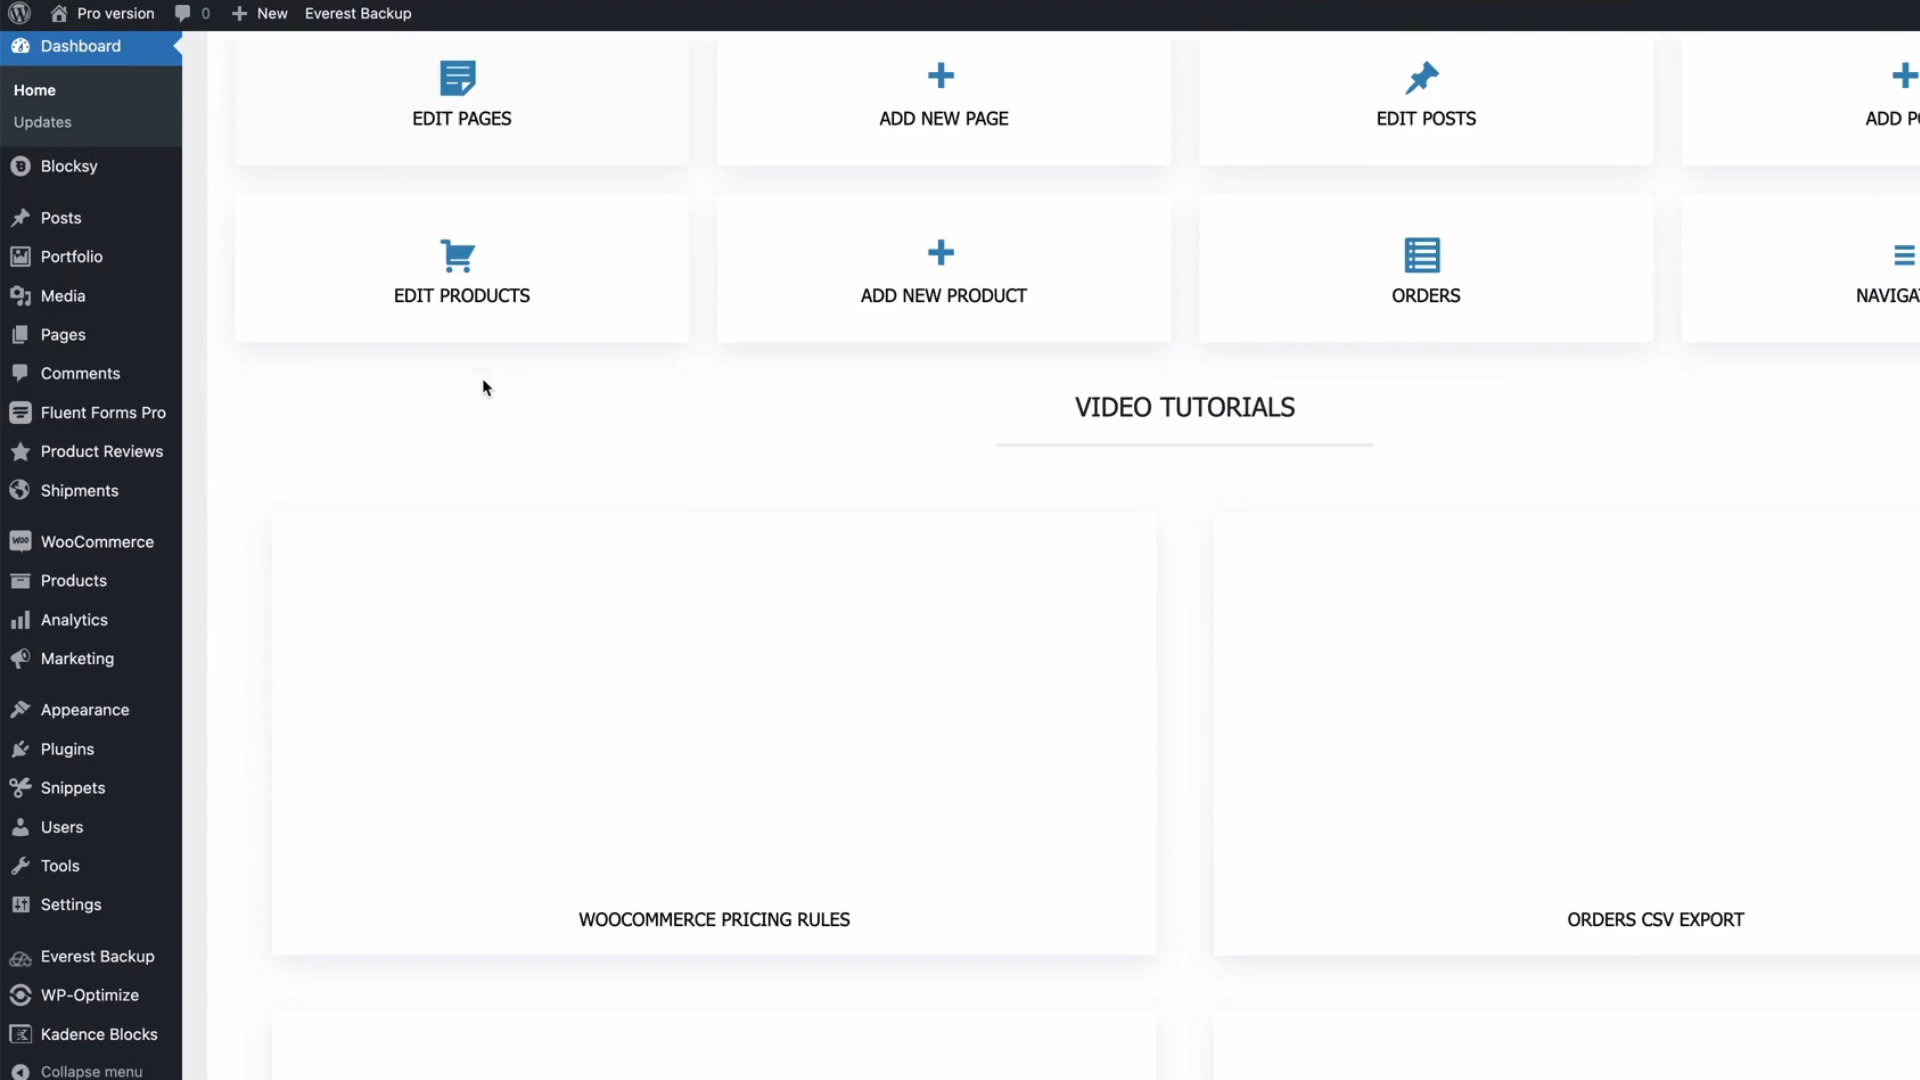 Pro version
0
New
Everest Backup
Dashboard
Home
Updates
Blocksy
Posts
Portfolio
Media
Pages
Comments
Fluent Forms Pro
Product Reviews
Shipments
WOO
WooCommerce
Products
Analytics
Marketing
Appearance
Plugins
Snippets
Users
Tools
Settings
Everest Backup
WP-Optimize
Kadence Blocks
Collapse menu
EDIT PAGES
ADD NEW PAGE
EDIT POSTS
ADD
EDIT PRODUCTS
ADD NEW PRODUCT
ORDERS
VIDEO TUTORIALS
WOOCOMMERCE PRICING RULES
ORDERS CSV EXPORT